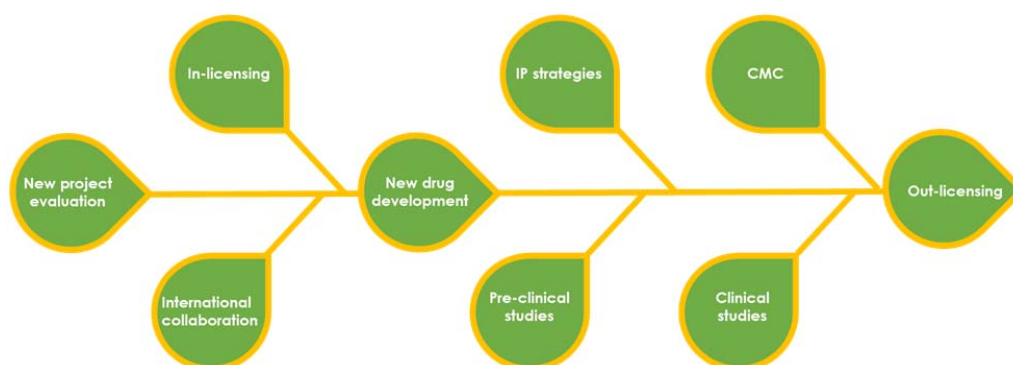 In-licensing
IP strategies
CMC
New project
evaluation
New drug
development
Out-licensing
International
collaboration
Pre-clinical
studies
Clinical
studies